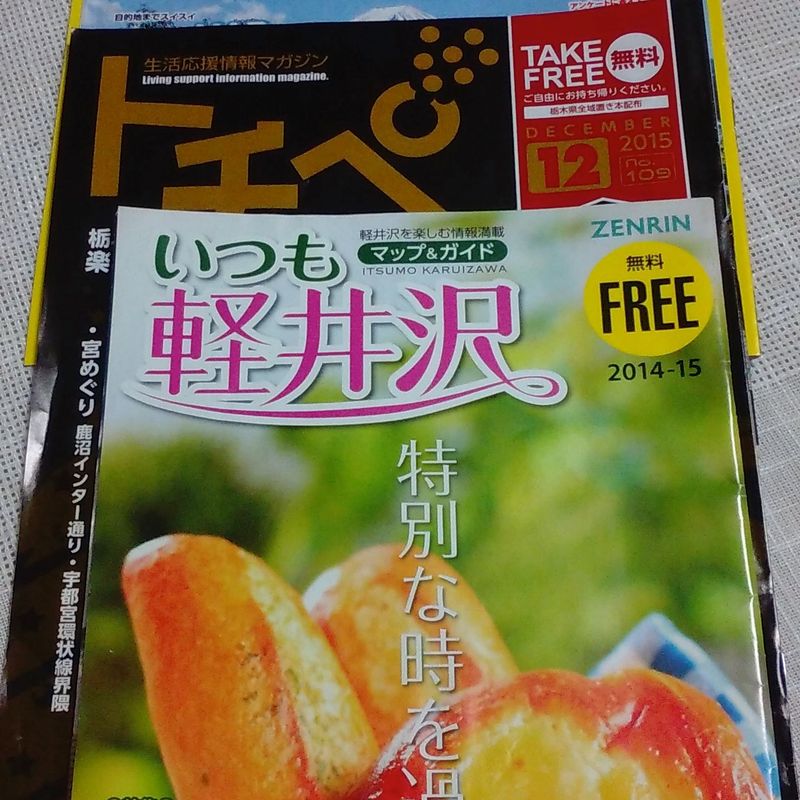 目的地までスイスイ
生活応援情報マガジン
Living support information magazine.
トチペ
TAKE
FREE
無料
ご自由にお持ち帰りください。
栃木県全域置き本配布
DECEMBER
12
2015
no.
109
栃楽
・宮めぐり 鹿沼インター通り・宇都宮環状線界隈
軽井沢を楽しむ情報満載
マップ&ガイド
ITSUMO KARUIZAWA
いつも
軽井沢
ZENRIN
無料
FREE
2014-15
特別な時を過